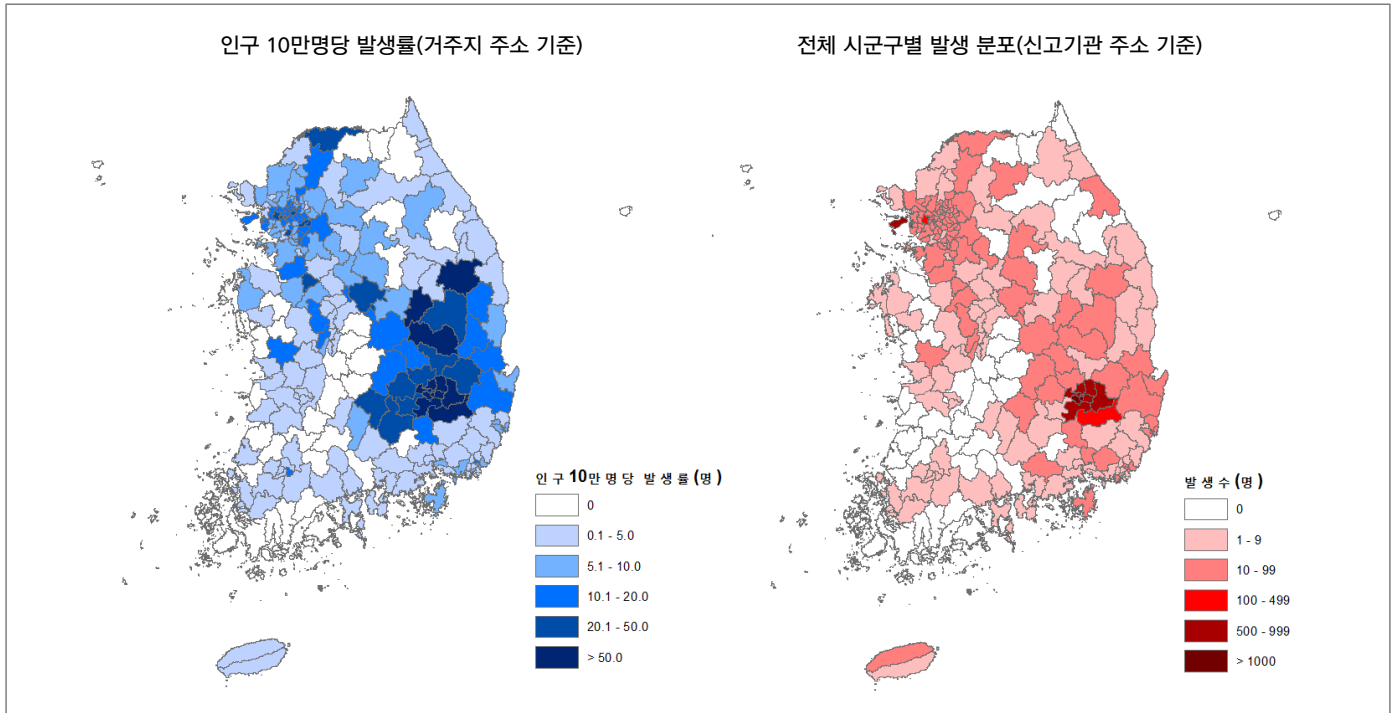 인구 10만명당 발생률(거주지 주소 기준)
전체 시군구별 발생 분포(신고기관 주소 기준)
인 구 10만 명 당 발 생 률 (명 )
0
0.1 - 5.0
5.1 - 10.0
10.1 - 20.0
20.1 - 50.0
> 50.0
발 생 수 (명 )
0
1 - 9
10 - 99
100 - 499
500 - 999
> 1000